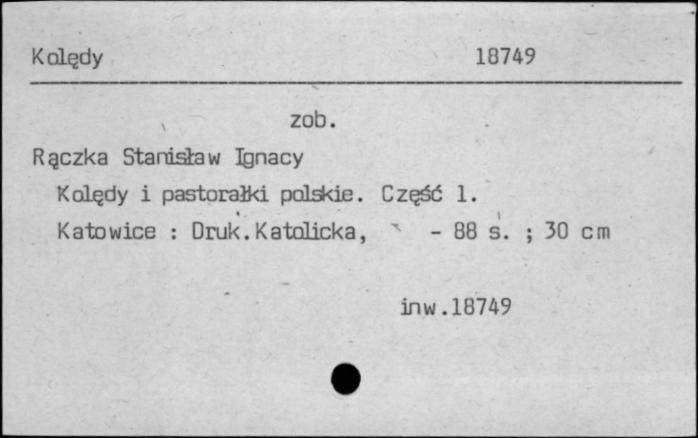 Kolędy 18749
zob.
Rączka Stanisław Ignacy
Kolędy i pastorałki polskie. Część 1.
Katowice : Druk.Katolicka, - 88 s. ; 30 cm
inw.18749